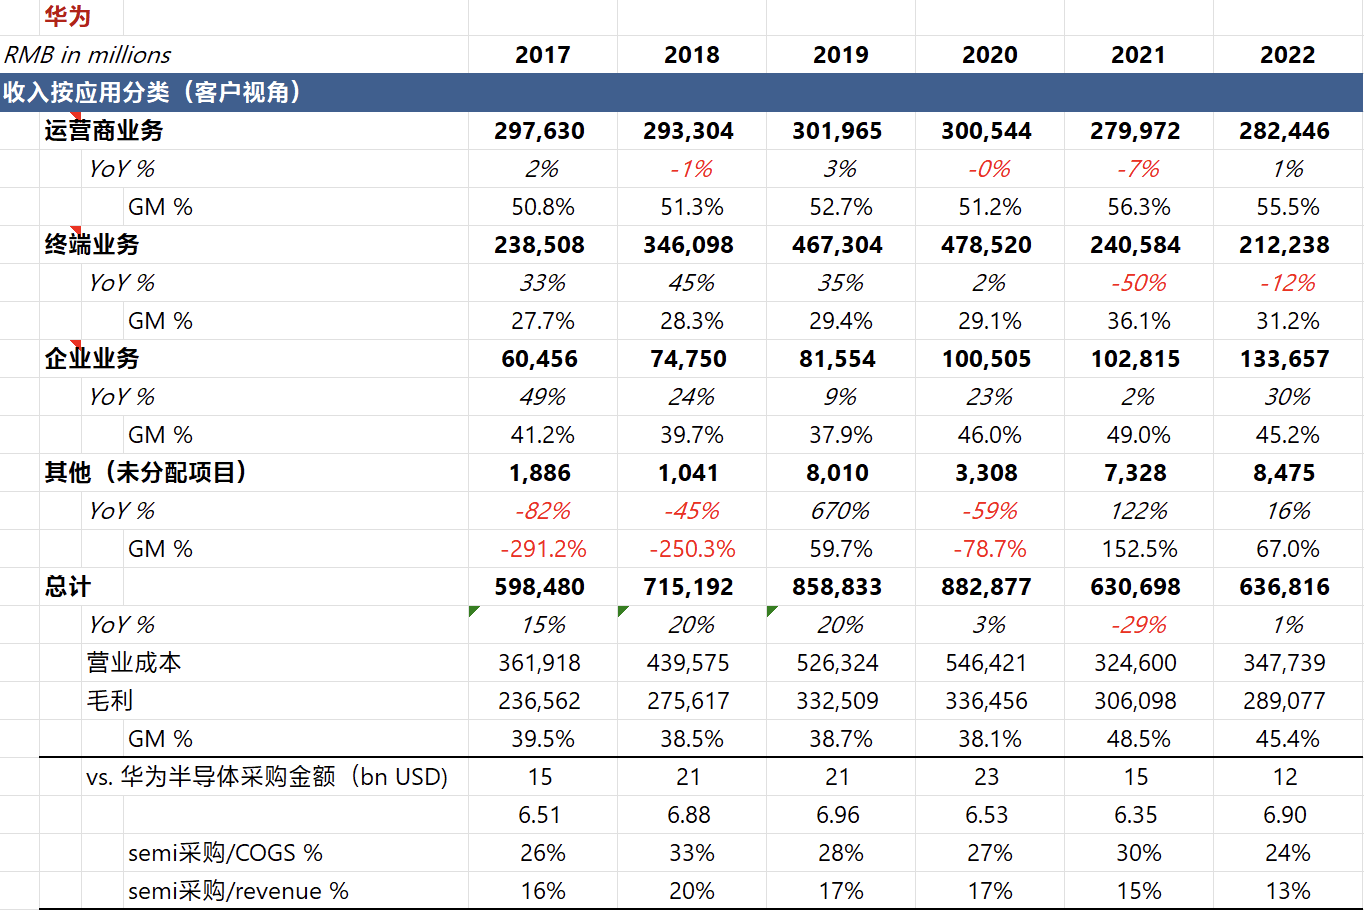 华为
RMB in millions 2017 2018 2019 2020 2021 2022
收入按应用分类（客户视角）
运营商业务 297,630 293,304 301,965 300,544 279,972 282,446
YoY % 2% -1% 3% -0% -7% 1%
GM % 50.8% 51.3% 52.7% 51.2% 56.3% 55.5%
终端业务 238,508 346,098 467,304 478,520 240,584 212,238
YoY % 33% 45% 35% 2% -50% -12%
GM % 27.7% 28.3% 29.4% 29.1% 36.1% 31.2%
企业业务 60,456 74,750 81,554 100,505 102,815 133,657
YoY % 49% 24% 9% 23% 2% 30%
GM % 41.2% 39.7% 37.9% 46.0% 49.0% 45.2%
其他（未分配项目） 1,886 1,041 8,010 3,308 7,328 8,475
YoY % -82% -45% 670% -59% 122% 16%
GM % -291.2% -250.3% 59.7% -78.7% 152.5% 67.0%
总计 598,480 715,192 858,833 882,877 630,698 636,816
YoY % 15% 20% 20% 3% -29% 1%
营业成本 361,918 439,575 526,324 546,421 324,600 347,739
毛利 236,562 275,617 332,509 336,456 306,098 289,077
GM % 39.5% 38.5% 38.7% 38.1% 48.5% 45.4%
vs. 华为半导体采购金额（bn USD) 15 21 21 23 15 12
6.51 6.88 6.96 6.53 6.35 6.90
semi采购/COGS % 26% 33% 28% 27% 30% 24%
semi采购/revenue % 16% 20% 17% 17% 15% 13%